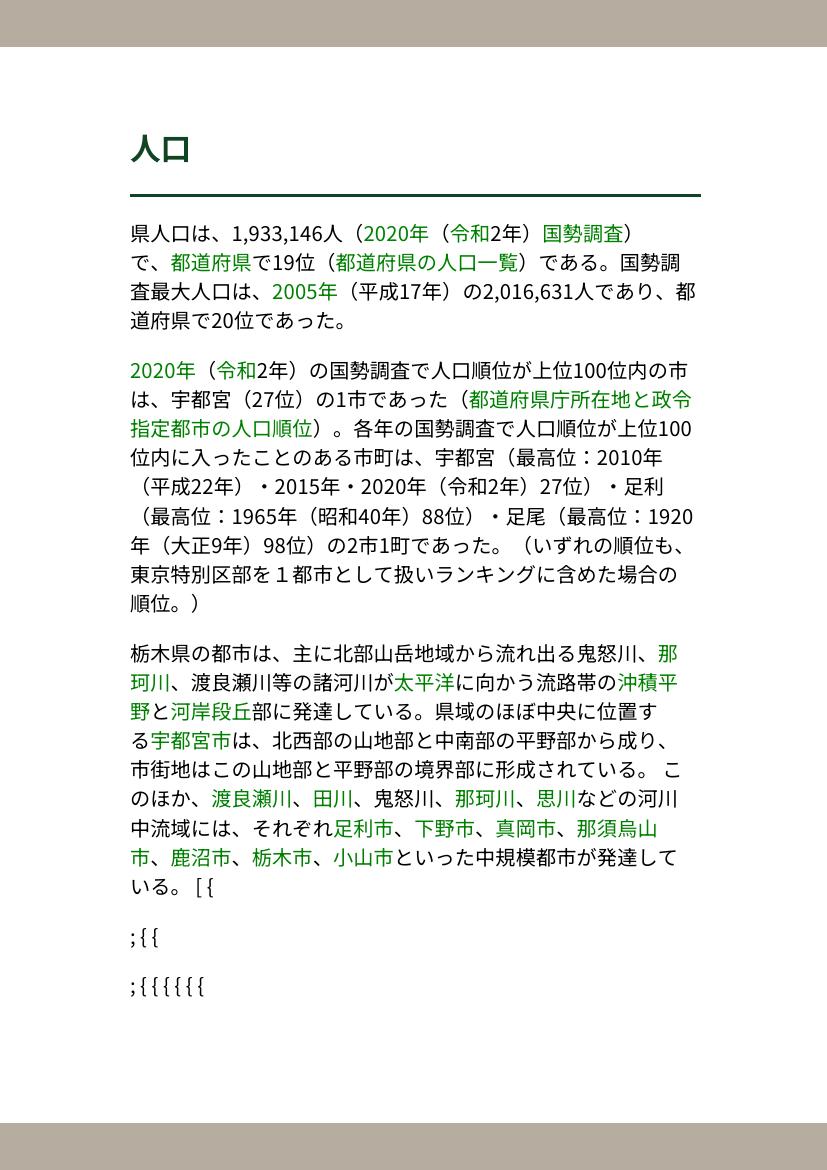 人口
県人口は、1,933,146人（2020年（令和2年）国勢調査）
で、都道府県で19位（都道府県の人口一覧）である。国勢調
査最大人口は、2005年（平成17年）の2,016,631人であり、都
道府県で20位であった。
2020年（令和2年）の国勢調査で人口順位が上位100位内の市
は、宇都宮（27位）の1市であった（都道府県庁所在地と政令
指定都市の人口順位）。各年の国勢調査で人口順位が上位100
位内に入ったことのある市町は、宇都宮（最高位：2010年
（平成22年）・2015年・2020年（令和2年）27位）・足利
（最高位：1965年（昭和40年）88位）・足尾（最高位：1920
年（大正9年）98位）の2市1町であった。（いずれの順位も、
東京特別区部を１都市として扱いランキングに含めた場合の
順位。）
栃木県の都市は、主に北部山岳地域から流れ出る鬼怒川、那
珂川、渡良瀬川等の諸河川が太平洋に向かう流路帯の沖積平
野と河岸段丘部に発達している。県域のほぼ中央に位置す
る宇都宮市は、北西部の山地部と中南部の平野部から成り、
市街地はこの山地部と平野部の境界部に形成されている。 こ
のほか、渡良瀬川、田川、鬼怒川、那珂川、思川などの河川
中流域には、それぞれ足利市、下野市、真岡市、那須烏山
市、鹿沼市、栃木市、小山市といった中規模都市が発達して
いる。 [ {
; { {
; { { { { { {